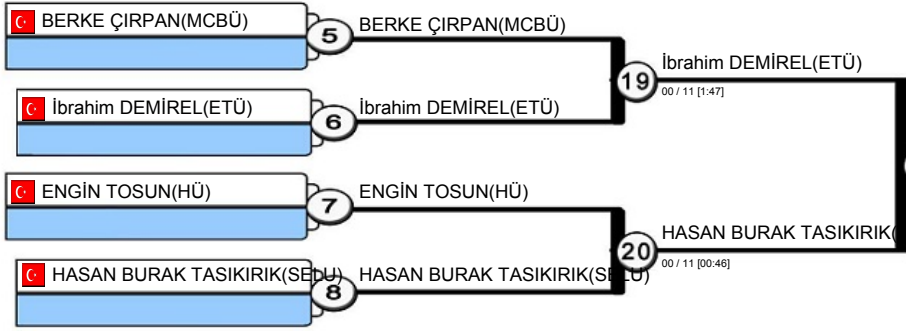 BERKE ÇIRPAN(MCBÜ)
5
BERKE ÇIRPAN(MCBÜ)
İbrahim DEMİREL(ETÜ)
19
00 / 11 [1:47]
İbrahim DEMİREL(ETÜ)
6
İbrahim DEMİREL(ETÜ)
ENGİN TOSUN(HÜ)
7
ENGİN TOSUN(HÜ)
HASAN BURAK TASIKIRIK(
20
00 / 11 [00:46]
HASAN BURAK TASIKIRIK(SELU)
8
HASAN BURAK TASIKIRIK(SELU)